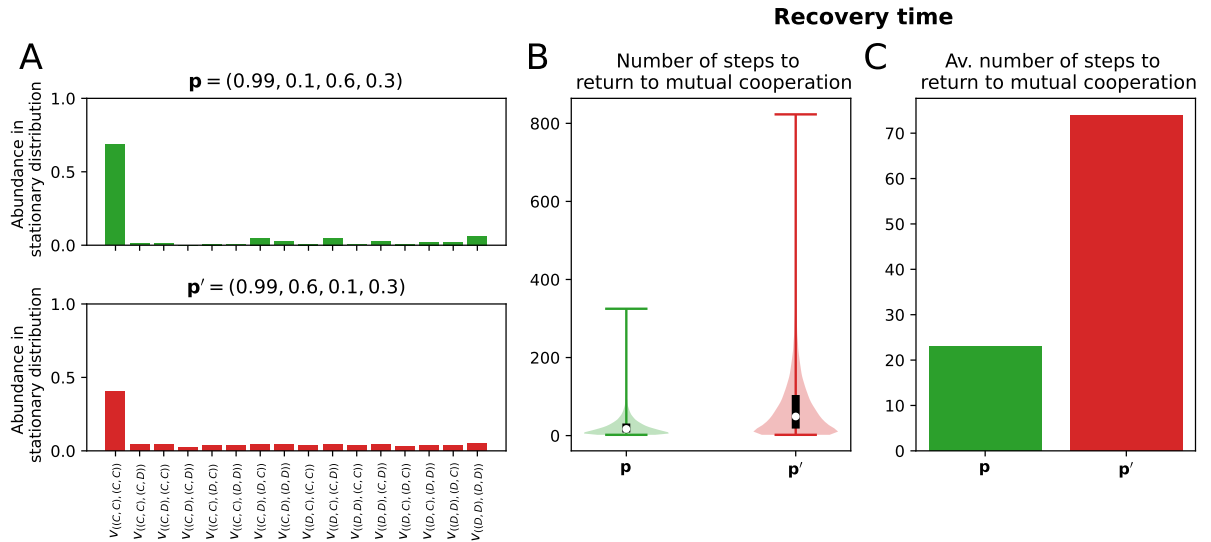 Recovery time
A
p = (0.99, 0.1, 0.6, 0.3)
Abundance in
stationary distribution
1.0
0.5
0.0
p′ = (0.99, 0.6, 0.1, 0.3)
Abundance in
stationary distribution
1.0
0.5
0.0
v((C, C), (C, C))
v((C, C), (C, D))
v((C, D), (C, C))
v((C, D), (C, D))
v((C, C), (D, C))
v((C, C), (D, D))
v((C, D), (D, C))
v((C, D), (D, D))
v((D, C), (C, C))
v((D, C), (C, D))
v((D, D), (C, C))
v((D, D), (C, D))
v((D, C), (D, C))
v((D, C), (D, D))
v((D, D), (D, C))
v((D, D), (D, D))
B
Number of steps to
return to mutual cooperation
800
600
400
200
0
p
p′
C
Av. number of steps to
return to mutual cooperation
70
60
50
40
30
20
10
0
p
p′